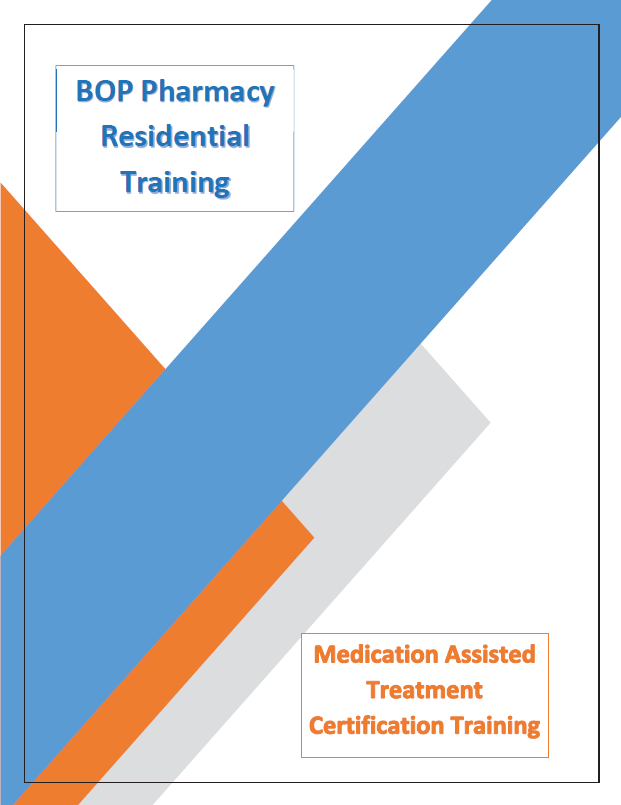 BOP Pharmacy
Residential
Training
Medication Assisted
Treatment
Certification Training